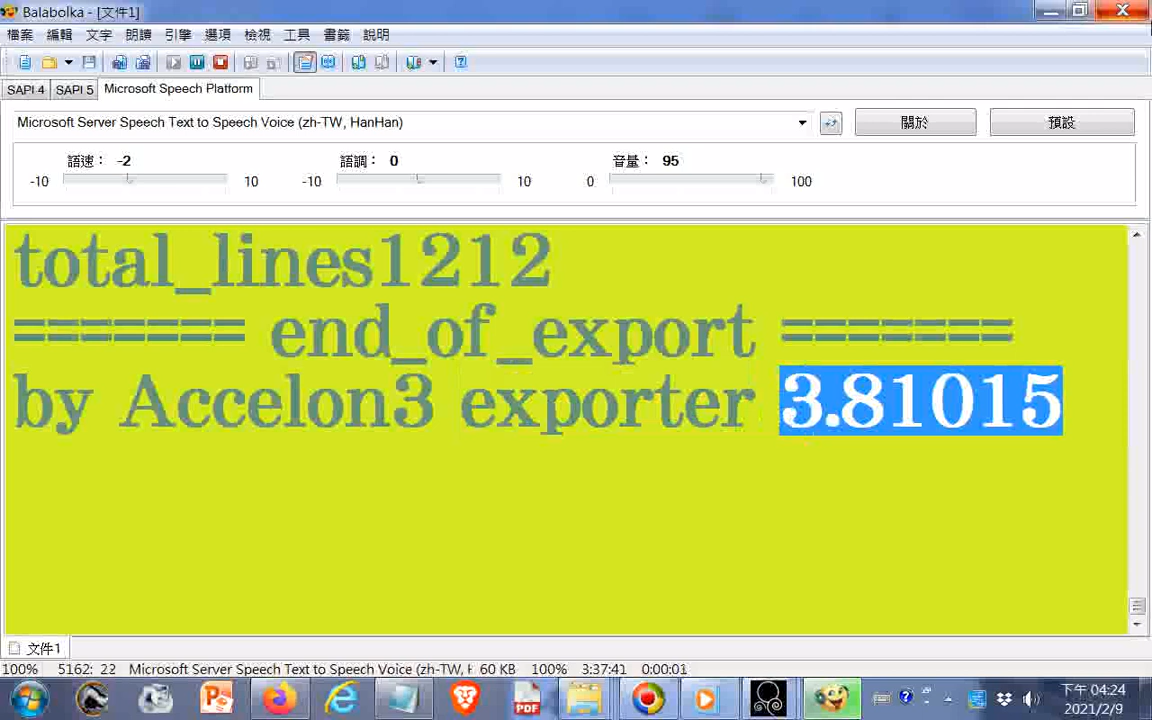 Balabolka - [文件1]
檔案 編輯 文字 朗讀 引擎 選項 檢視 工具 書籤 說明
SAPI 4 SAPI 5 Microsoft Speech Platform
Microsoft Server Speech Text to Speech Voice (zh-TW, HanHan) 關於 預設
語速： -2 語調： 0 音量： 95
-10 10 -10 10 0 100
total_lines1212
======= end_of_export =======
by Accelon3 exporter 3.81015
文件1
100% 5162: 22 Microsoft Server Speech Text to Speech Voice (zh-TW, H 60 KB 100% 3:37:41 0:00:01
PDF
下午 04:24
2021/2/9